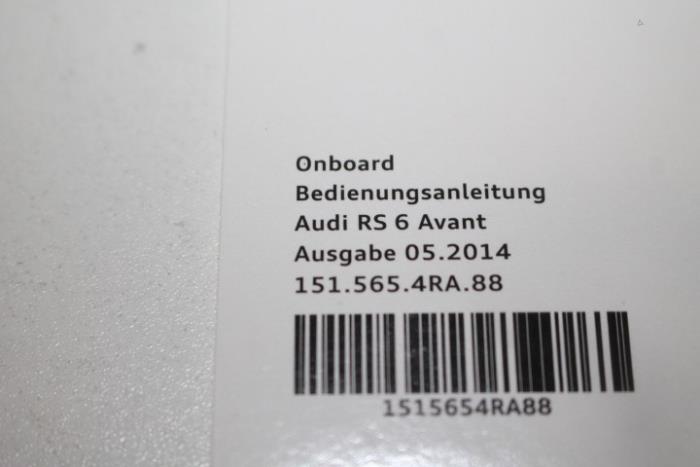 Onboard
Bedienungsanleitung
Audi RS 6 Avant
Ausgabe 05.2014
151.565.4RA.88
1515654RA88